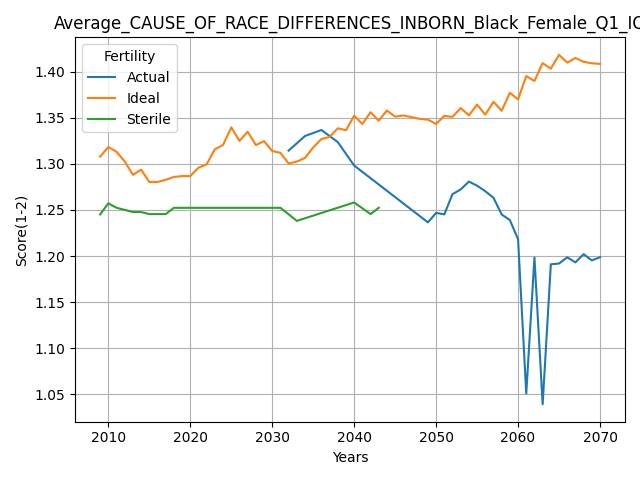 Average_CAUSE_OF_RACE_DIFFERENCES_INBORN_Black_Female_Q1_IQ
Fertility
Actual
Ideal
Sterile
Score(1-2)
1.40
1.35
1.30
1.25
1.20
1.15
1.10
1.05
2010 2020 2030 2040 2050 2060 2070
Years